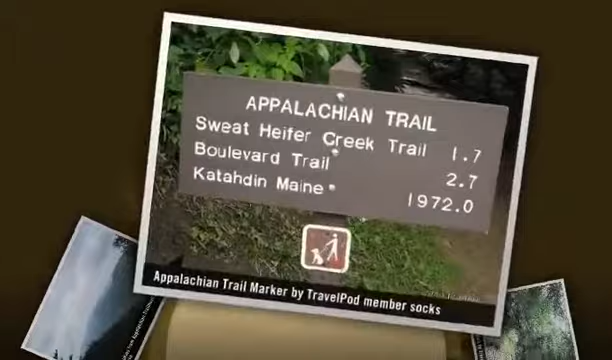 APPALACHIAN TRAIL
Sweat Heifer Creek Trail 1.7
Boulevard Trail 2.7
Katahdin Maine 1972.0
Appalachian Trail Marker by TravelPod member socks